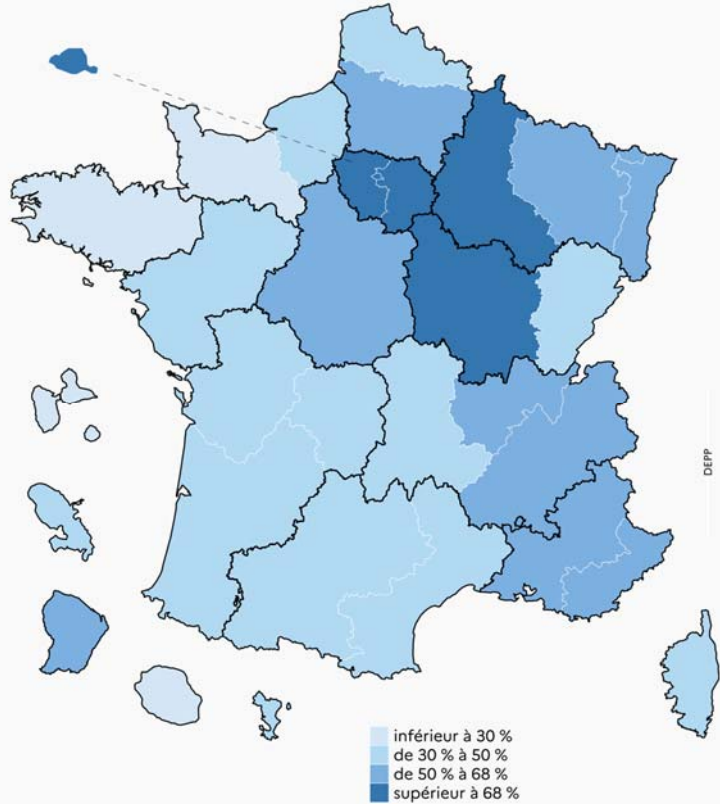 DEPP
inférieur à 30 %
de 30 % à 50 %
de 50 % à 68 %
supérieur à 68 %